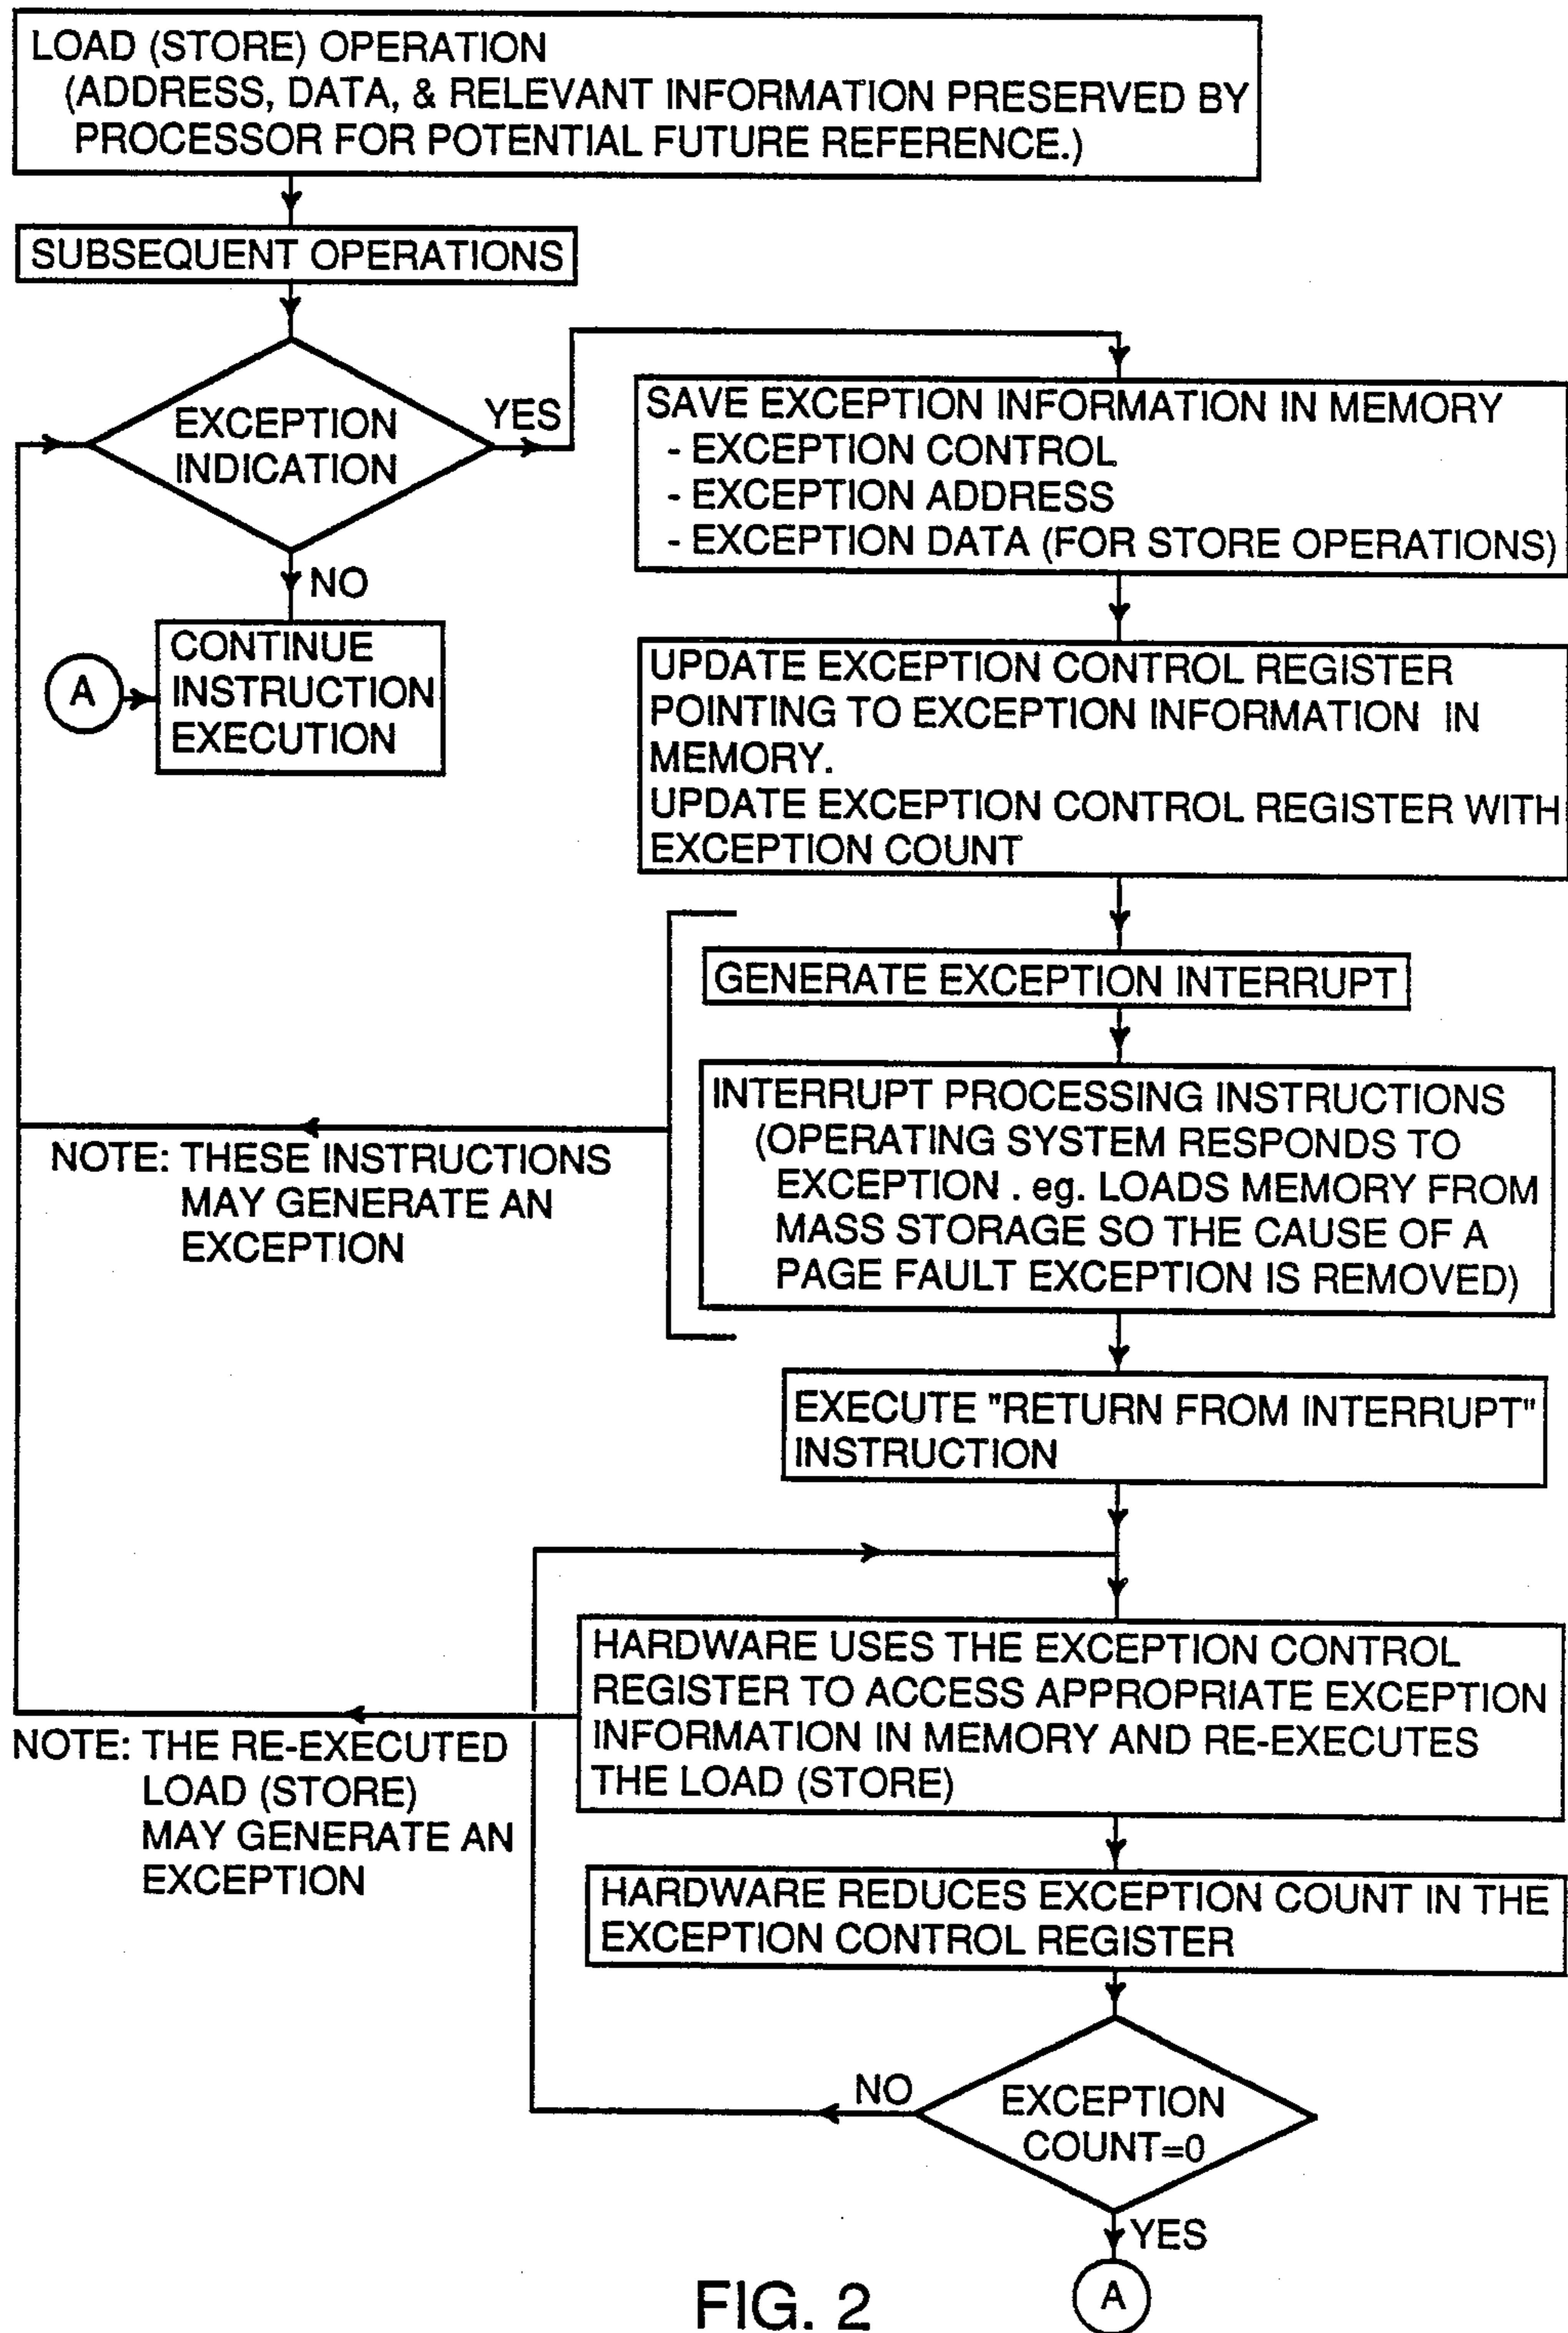 LOAD (STORE) OPERATION
(ADDRESS, DATA, & RELEVANT INFORMATION PRESERVED BY
PROCESSOR FOR POTENTIAL FUTURE REFERENCE.)
SUBSEQUENT OPERATIONS
EXCEPTION
INDICATION
YES
NO
CONTINUE
INSTRUCTION
EXECUTION
A
SAVE EXCEPTION INFORMATION IN MEMORY
- EXCEPTION CONTROL
- EXCEPTION ADDRESS
- EXCEPTION DATA (FOR STORE OPERATIONS)
UPDATE EXCEPTION CONTROL REGISTER
POINTING TO EXCEPTION INFORMATION IN
MEMORY.
UPDATE EXCEPTION CONTROL REGISTER WITH
EXCEPTION COUNT
GENERATE EXCEPTION INTERRUPT
INTERRUPT PROCESSING INSTRUCTIONS
(OPERATING SYSTEM RESPONDS TO
EXCEPTION . eg. LOADS MEMORY FROM
MASS STORAGE SO THE CAUSE OF A
PAGE FAULT EXCEPTION IS REMOVED)
NOTE: THESE INSTRUCTIONS
MAY GENERATE AN
EXCEPTION
EXECUTE "RETURN FROM INTERRUPT"
INSTRUCTION
HARDWARE USES THE EXCEPTION CONTROL
REGISTER TO ACCESS APPROPRIATE EXCEPTION
INFORMATION IN MEMORY AND RE-EXECUTES
THE LOAD (STORE)
NOTE: THE RE-EXECUTED
LOAD (STORE)
MAY GENERATE AN
EXCEPTION
HARDWARE REDUCES EXCEPTION COUNT IN THE
EXCEPTION CONTROL REGISTER
NO
EXCEPTION
COUNT=0
YES
A
FIG. 2